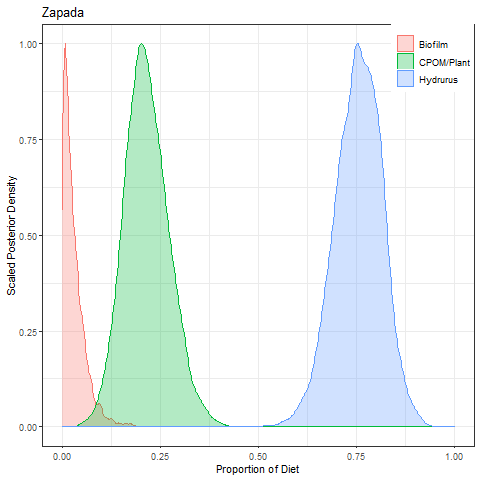 Zapada
Biofilm
CPOM/Plant
Hydrurus
1.00
0.75
0.50
0.25
0.00
Scaled Posterior Density
0.00 0.25 0.50 0.75 1.00
Proportion of Diet